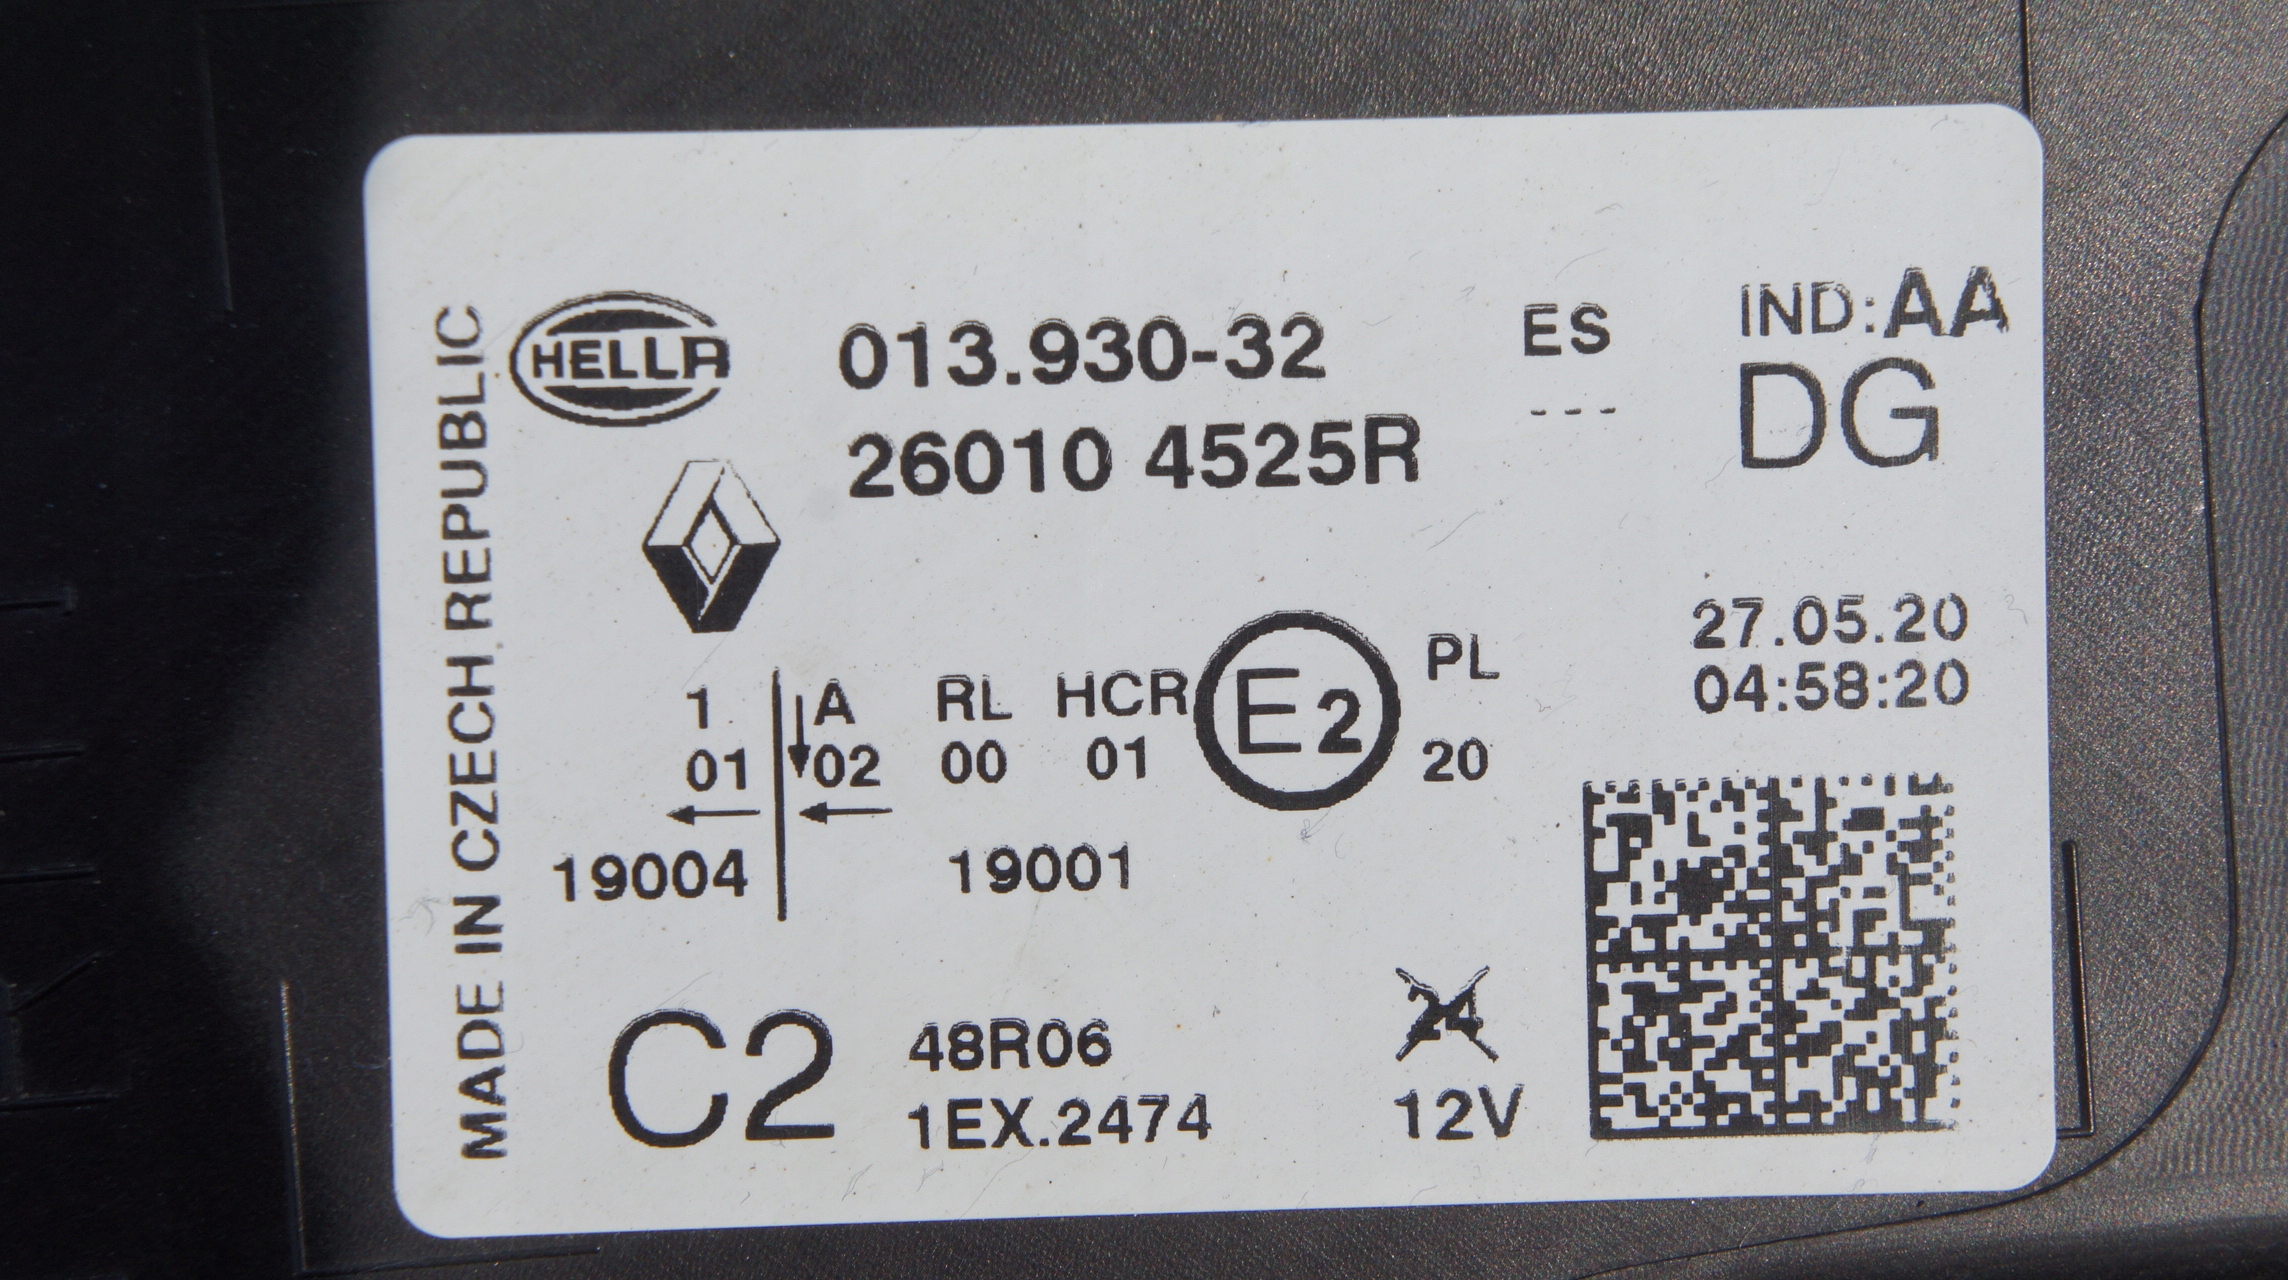 MADE IN CZECH REPUBLIC
HELLA
013.930-32
26010 4525R
ES
---
IND:AA
DG
27.05.20
04:58:20
1 A RL HCR E2 PL
01 02 00 01 20
19004 19001
C2
48R06
1EX.2474
24
12V